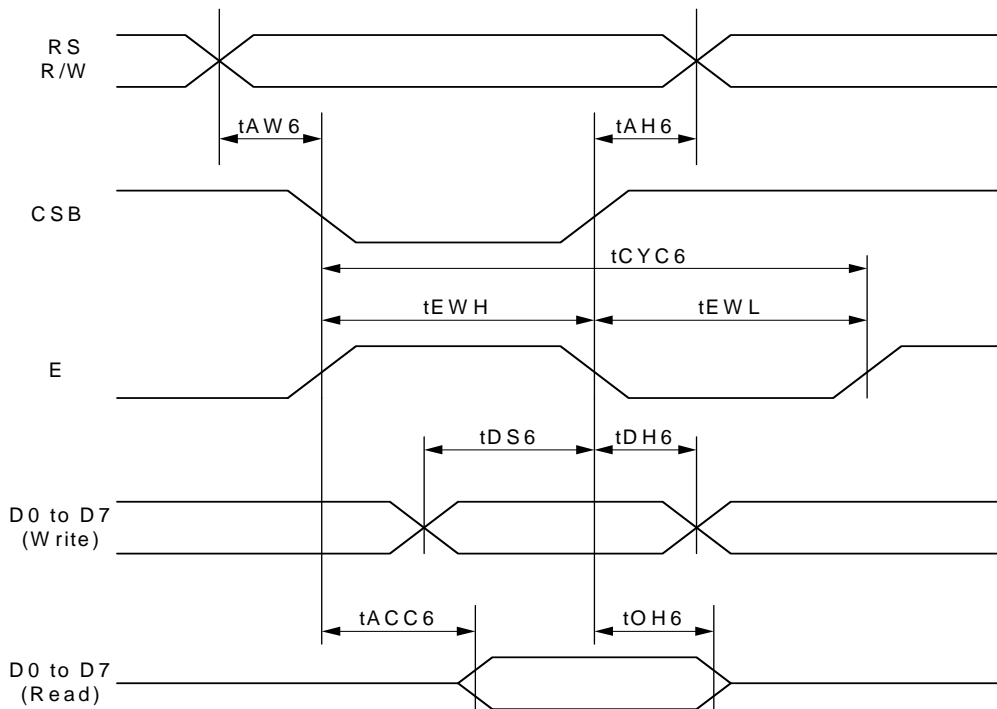 RS
R/W
tAW6
tAH6
CSB
tCYC6
tEWH
tEWL
E
tDS6
tDH6
D0 to D7
(Write)
tACC6
tOH6
D0 to D7
(Read)